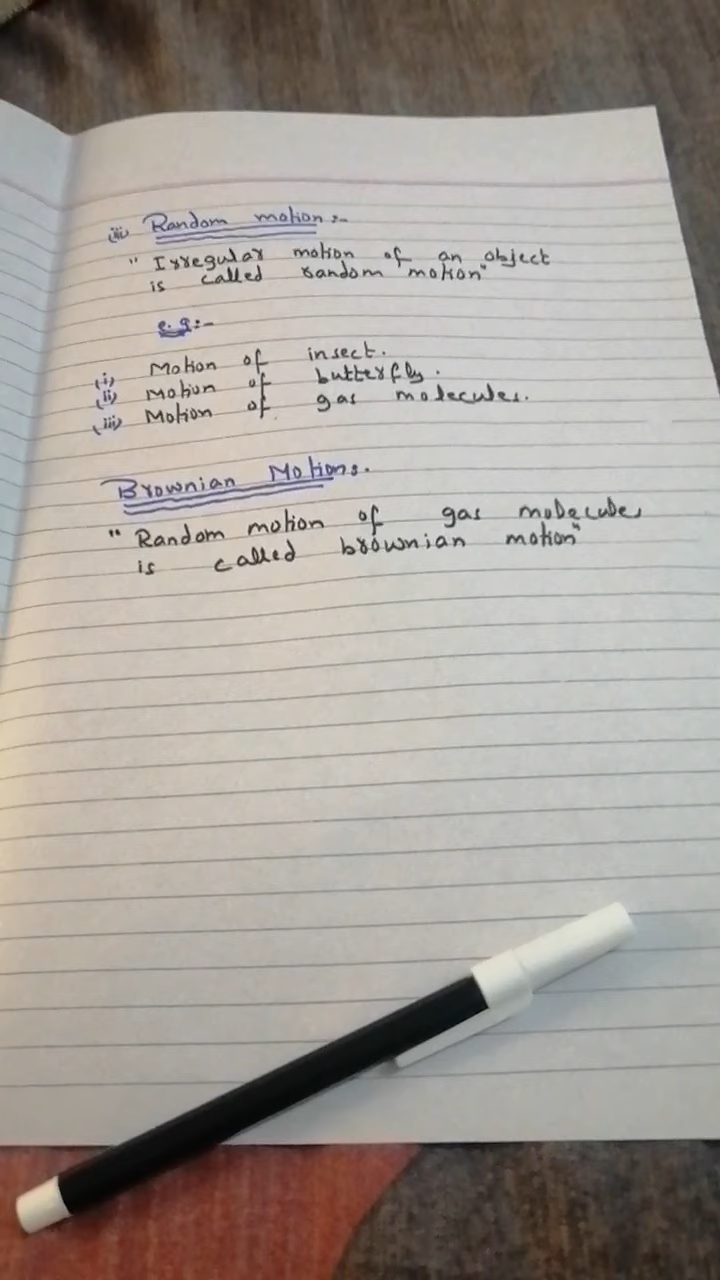 (iii) Random motion:-
" Irregular motion of an object
is called random motion"
e.g:-
(i) Motion of insect.
(ii) Motion of butterfly.
(iii) Motion of gas molecules.
Brownian Motions.
" Random motion of gas molecules
is called brownian motion"